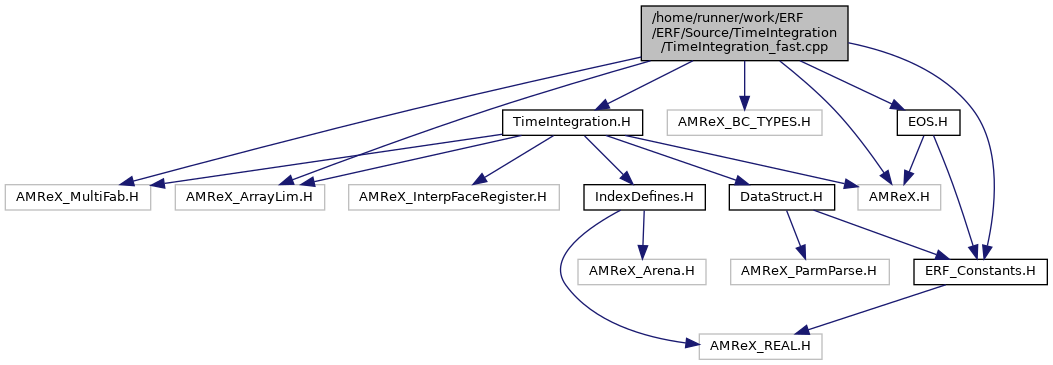 /home/runner/work/ERF
/ERF/Source/TimeIntegration
/TimeIntegration_fast.cpp
TimeIntegration.H
AMReX_BC_TYPES.H
EOS.H
AMReX_MultiFab.H
AMReX_ArrayLim.H
AMReX_InterpFaceRegister.H
IndexDefines.H
DataStruct.H
AMReX.H
AMReX_Arena.H
AMReX_ParmParse.H
ERF_Constants.H
AMReX_REAL.H